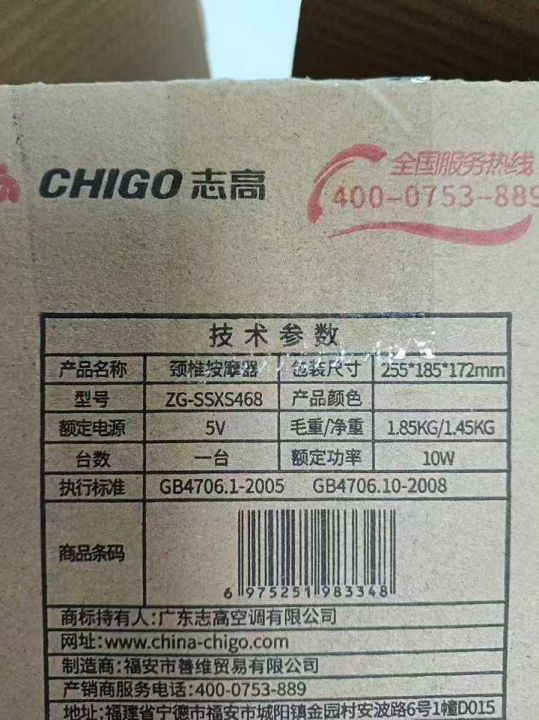 CHIGO 志高
全国服务热线
400-0753-889
技术参数
产品名称 颈椎按摩器 包装尺寸 255*185*172mm
型号 ZG-SSXS468 产品颜色
额定电源 5V 毛重/净重 1.85KG/1.45KG
台数 一台 额定功率 10W
执行标准 GB4706.1-2005 GB4706.10-2008
商品条码
6 975251 983348
商标持有人:广东志高空调有限公司
网址:www.china-chigo.com
制造商:福安市善维贸易有限公司
产销商服务电话:400-0753-889
地址:福建省宁德市福安市城阳镇金园村安波路6号1幢D015